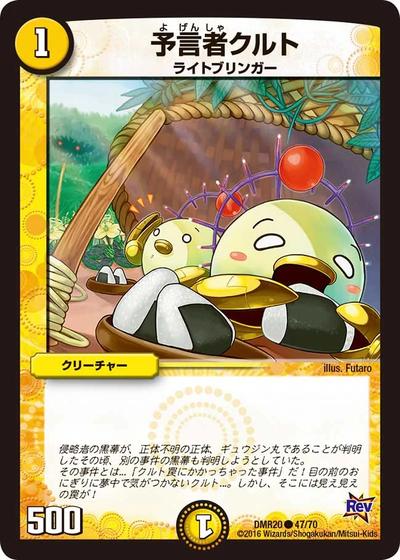 1
よげんしゃ
予言者クルト
ライトブリンガー
クリーチャー
illus. Futaro
侵略者の黒幕が、正体不明の正体、ギュウジン丸であることが判明
したその頃、別の事件の黒幕も判明しようとしていた。
その事件とは...「クルト罠にかかっちゃった事件」だ!目の前のおに
ぎりに夢中で気がつかないクルト...。しかし、そこには見え見え
の罠が!
500
1
DMR20 ● 47/70
©2016 Wizards/Shogakukan/Mitsui-Kids
Rev